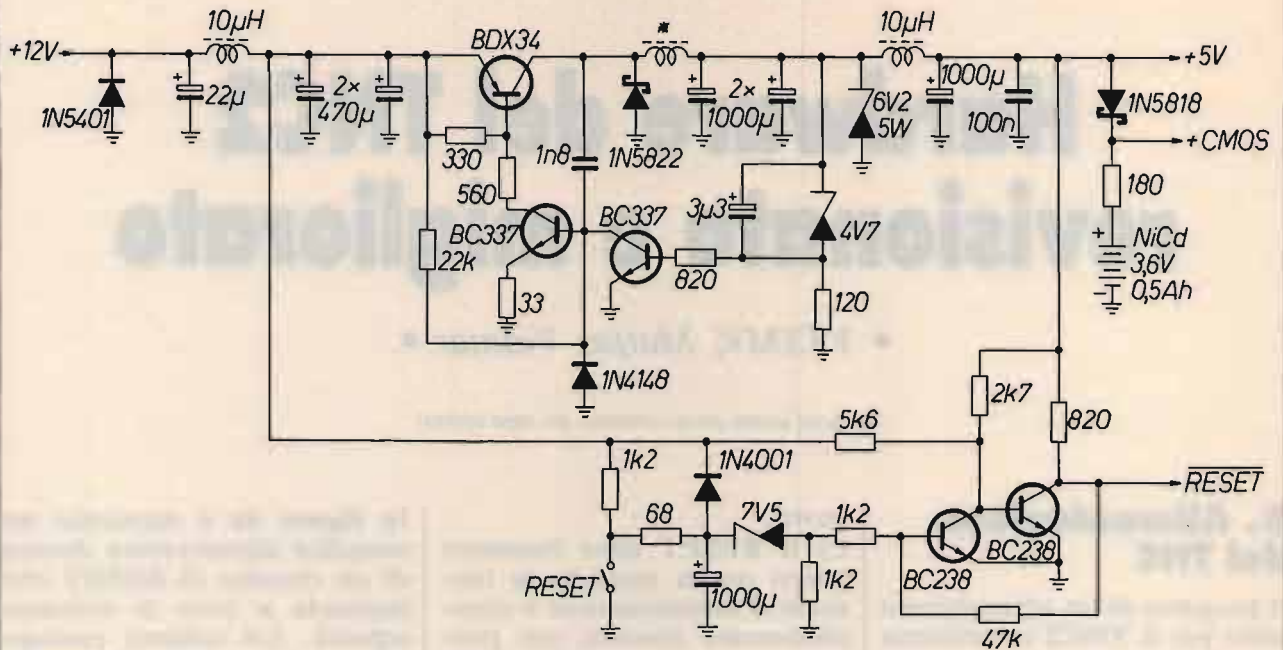 10µH
*
10µH
+12V
BDX34
+5V
1N5401
+
22µ
+
2×
470µ
+
330
560
1n8
1N5822
+
2×
1000µ
+
6V2
5W
1000µ
+
100n
1N5818
+CMOS
180
+
NiCd
3,6V
0,5Ah
-
22k
BC337
33
BC337
820
3µ3
+
4V7
120
1N4148
2k7
820
5k6
1k2
1N4001
RESET
68
7V5
1k2
BC238
BC238
RESET
+
1000µ
1k2
47k